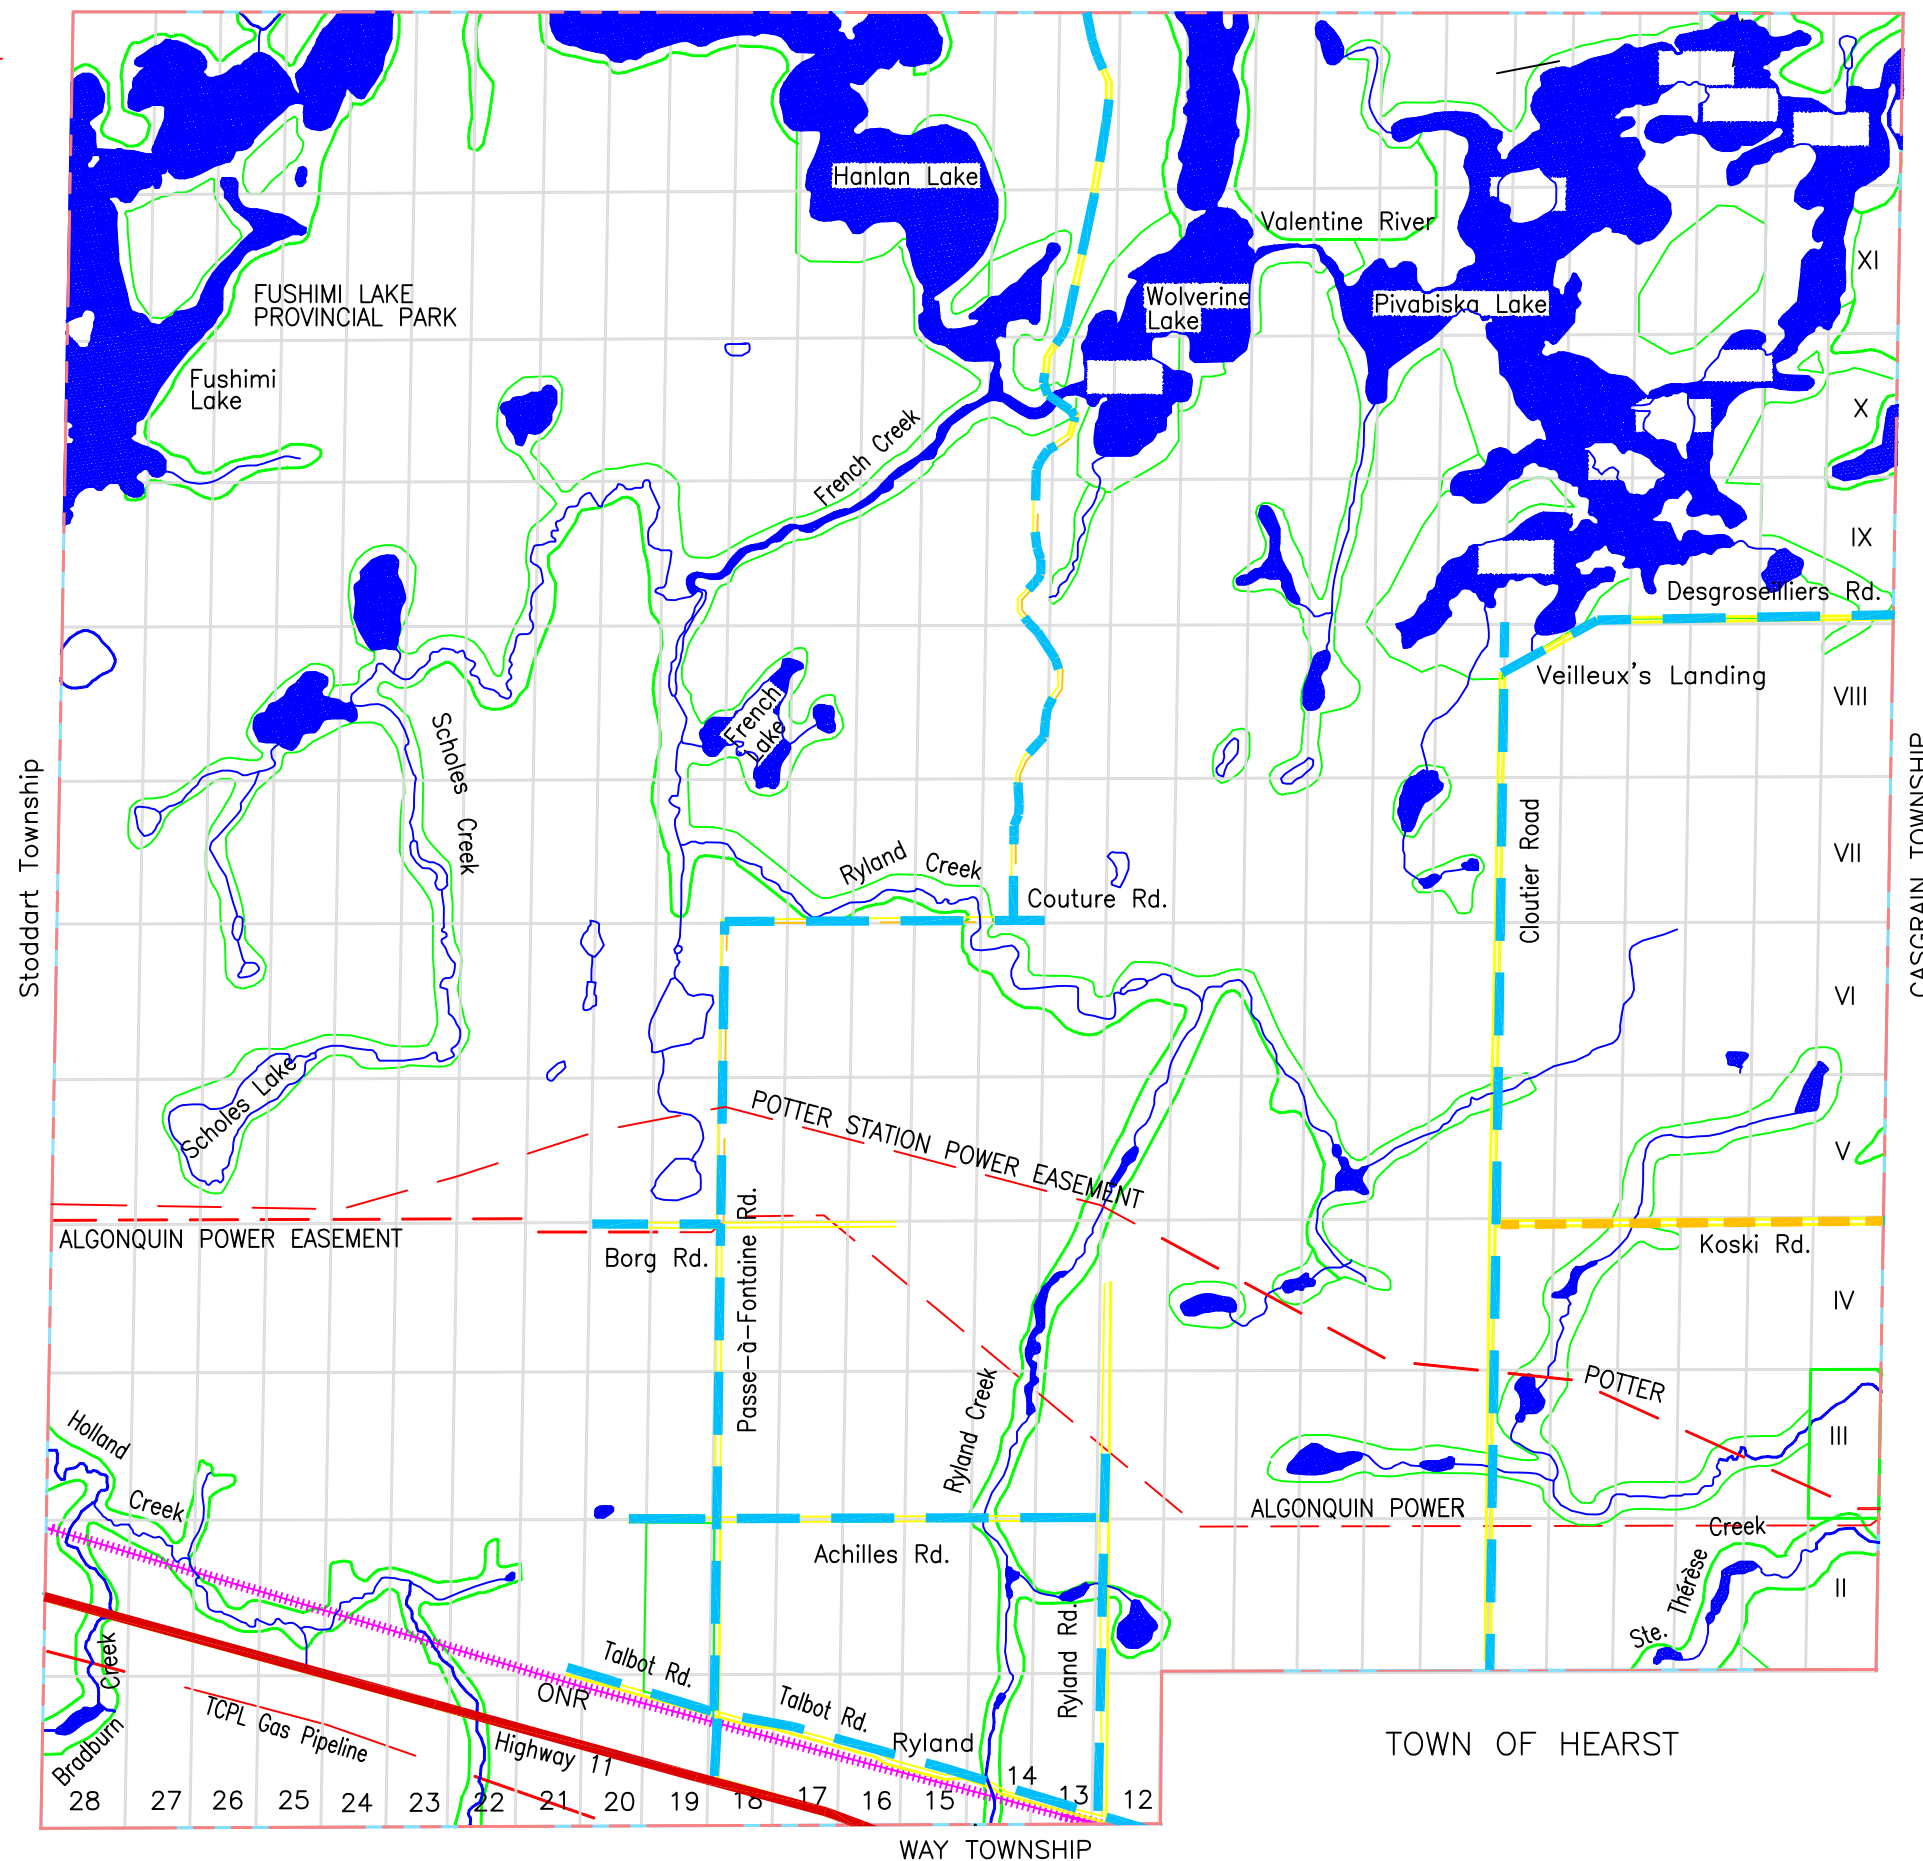 Hanlan Lake
Valentine River
XI
FUSHIMI LAKE
PROVINCIAL PARK
Wolverine
Lake
Pivabiska Lake
Fushimi
Lake
X
French Creek
IX
Desgroseilliers Rd.
Veilleux's Landing
VIII
French
Lake
Scholes Creek
Stoddart Township
CASGRAIN TOWNSHIP
Cloutier Road
VII
Ryland Creek
Couture Rd.
VI
Scholes Lake
POTTER STATION POWER EASEMENT
V
ALGONQUIN POWER EASEMENT
Borg Rd.
Passe-à-Fontaine Rd.
Koski Rd.
IV
Ryland Creek
POTTER
III
Holland
Creek
ALGONQUIN POWER
Creek
Thérèse
Ste.
Achilles Rd.
II
Ryland Rd.
Talbot Rd.
ONR
Talbot Rd.
Creek
Bradburn
TCPL Gas Pipeline
Highway 11
Ryland
TOWN OF HEARST
28 27 26 25 24 23 22 21 20 19 18 17 16 15 14 13 12
WAY TOWNSHIP